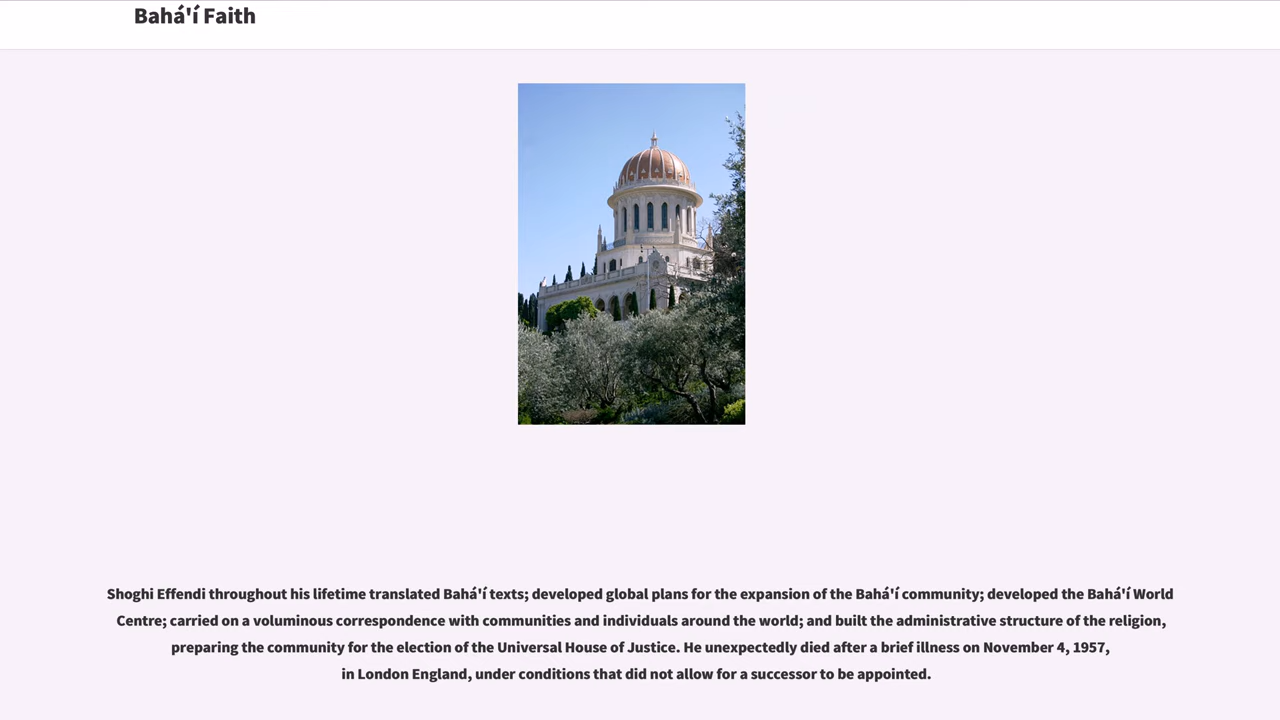 Bahá'í Faith
Shoghi Effendi throughout his lifetime translated Bahá'í texts; developed global plans for the expansion of the Bahá'í community; developed the Bahá'í World
Centre; carried on a voluminous correspondence with communities and individuals around the world; and built the administrative structure of the religion,
preparing the community for the election of the Universal House of Justice. He unexpectedly died after a brief illness on November 4, 1957,
in London England, under conditions that did not allow for a successor to be appointed.